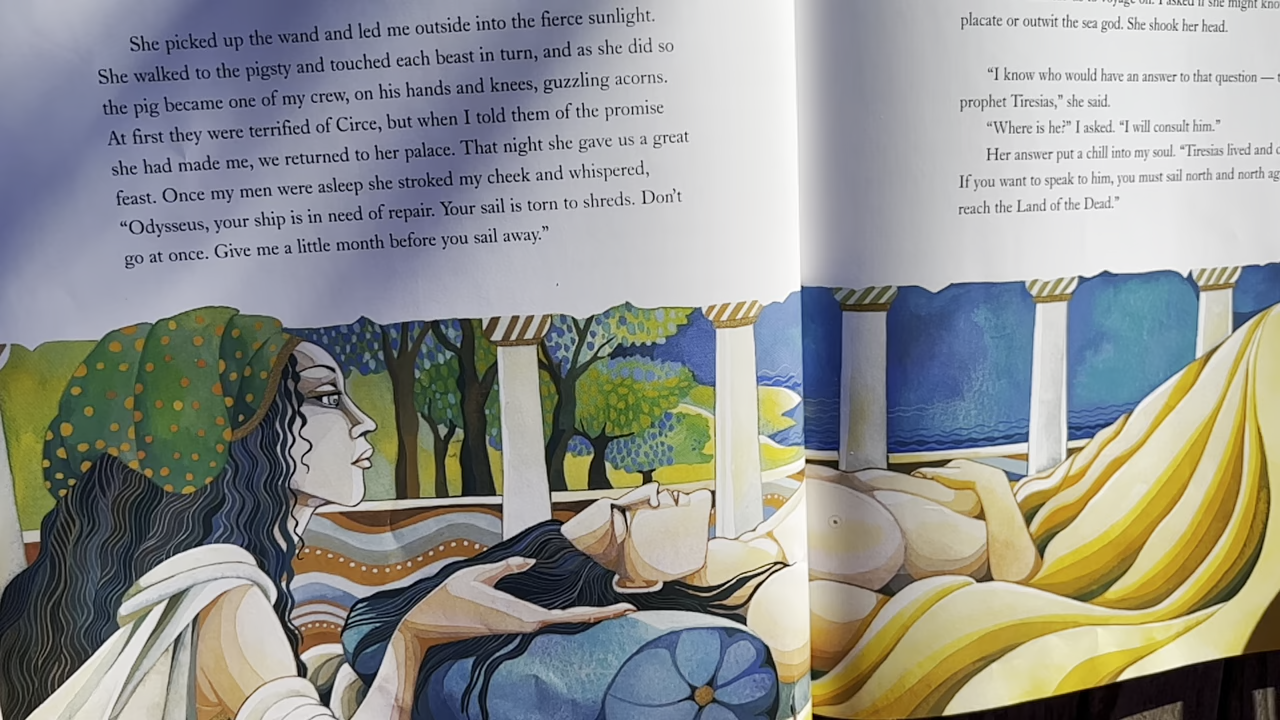 She picked up the wand and led me outside into the fierce sunlight.
She walked to the pigsty and touched each beast in turn, and as she did so
the pig became one of my crew, on his hands and knees, guzzling acorns.
At first they were terrified of Circe, but when I told them of the promise
she had made me, we returned to her palace. That night she gave us a great
feast. Once my men were asleep she stroked my cheek and whispered,
“Odysseus, your ship is in need of repair. Your sail is torn to shreds. Don’t
go at once. Give me a little month before you sail away.”
to voyage on. I asked if she might
placate or outwit the sea god. She shook her head.
“I know who would have an answer to that question —
prophet Tiresias,” she said.
“Where is he?” I asked. “I will consult him.”
Her answer put a chill into my soul. “Tiresias lived and
If you want to speak to him, you must sail north and north
reach the Land of the Dead.”